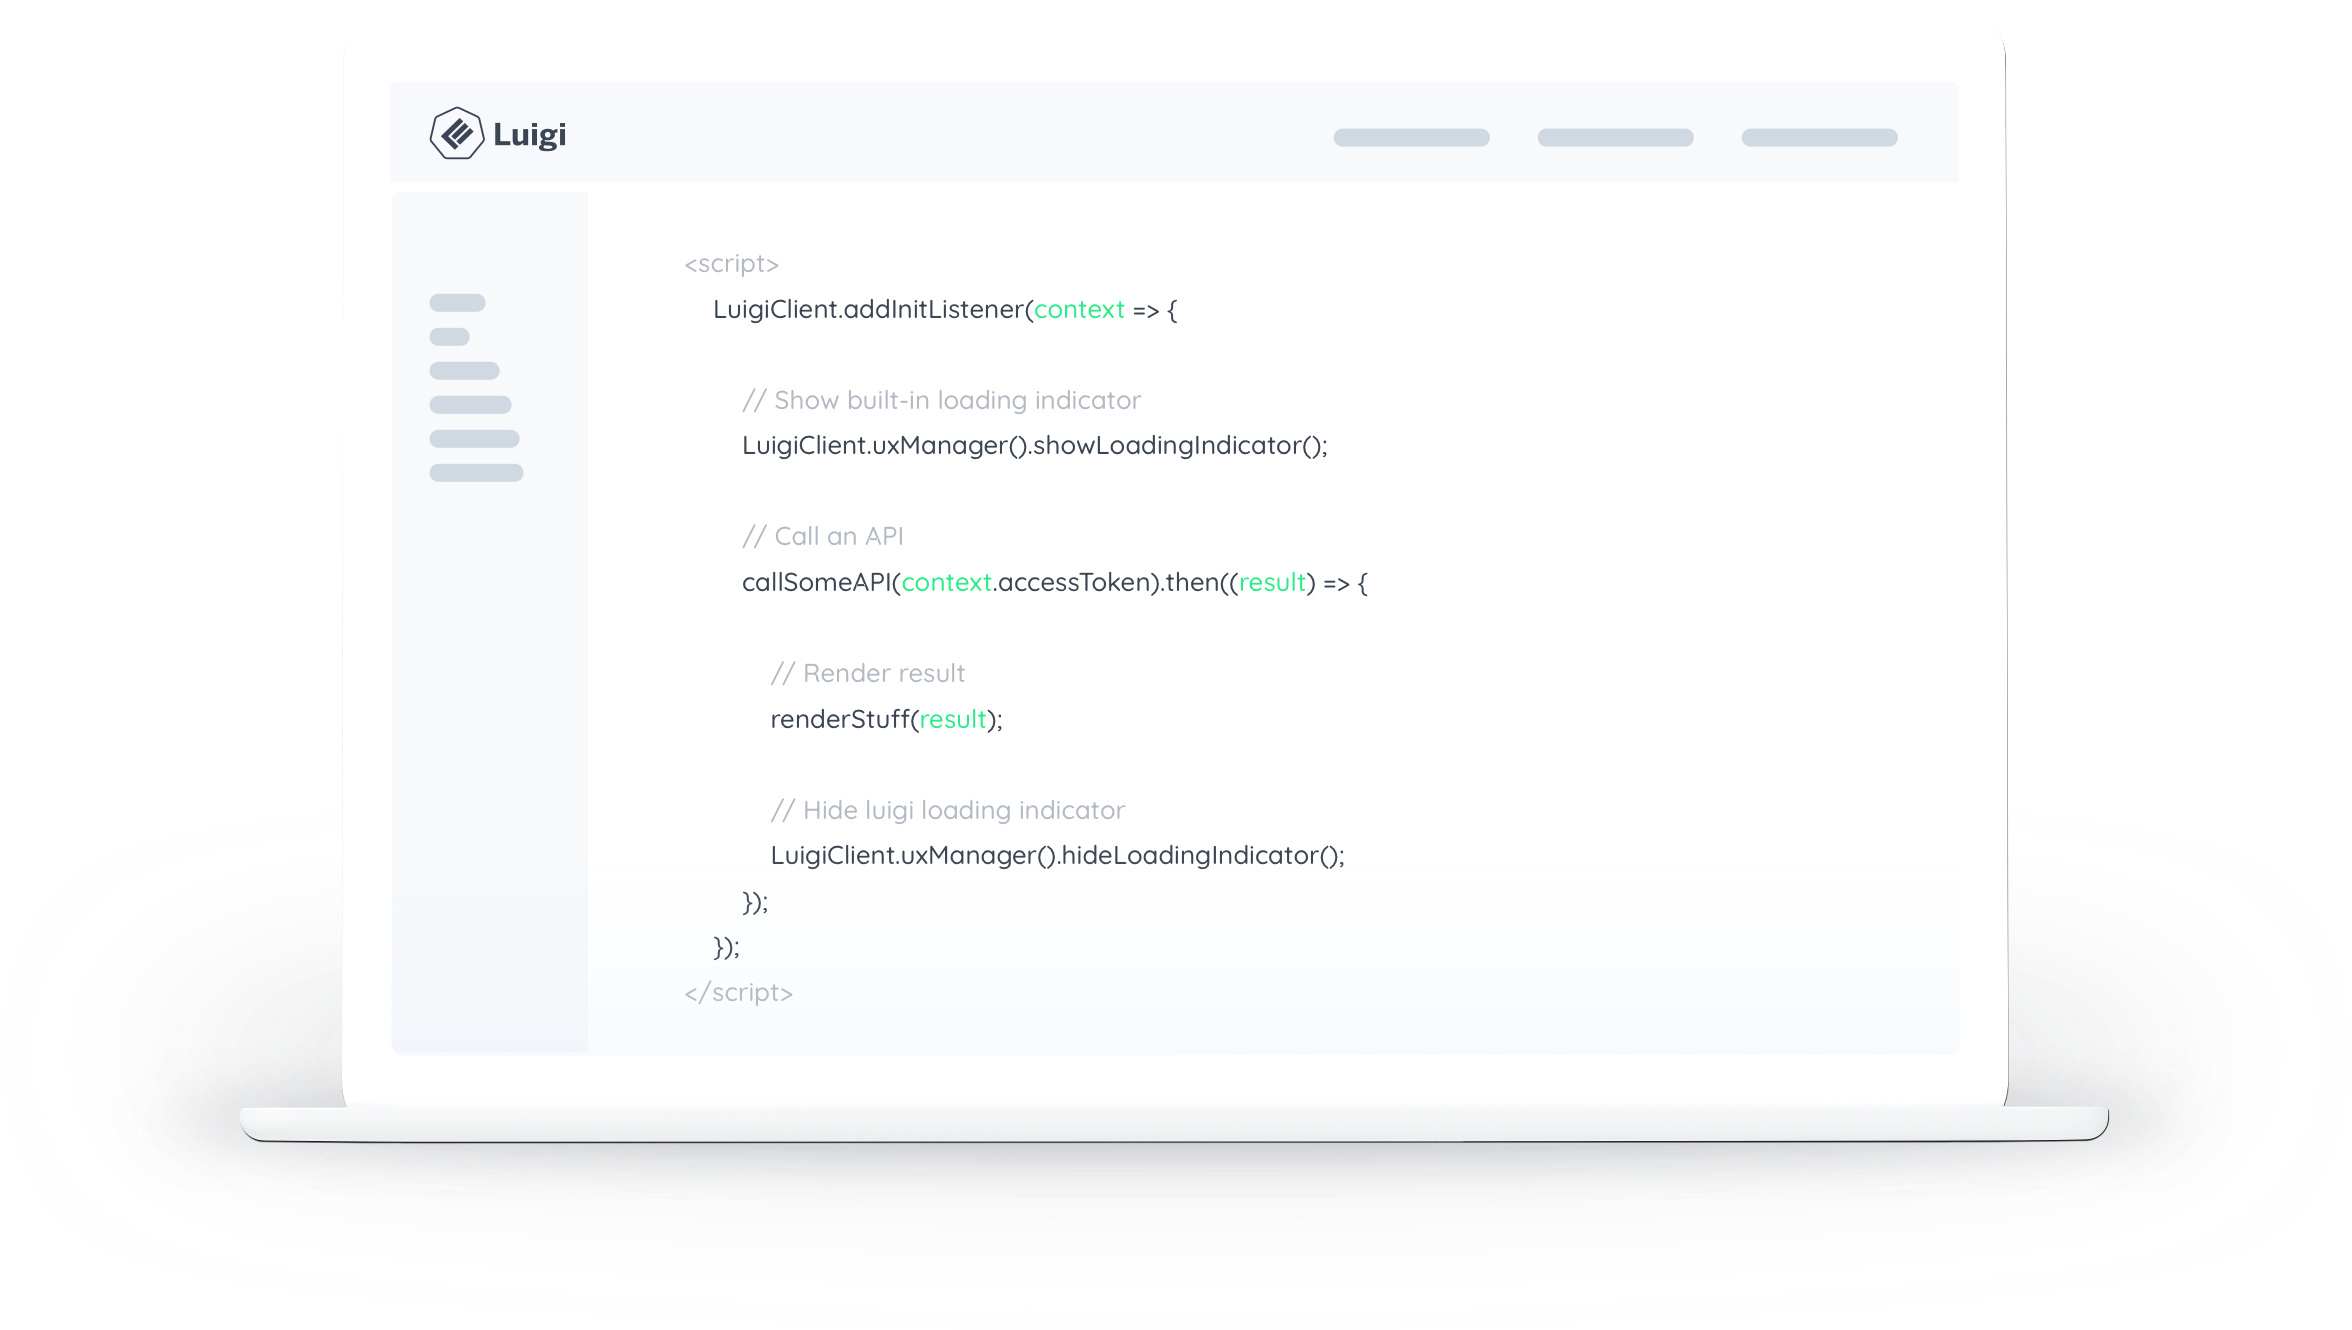 Luigi
<script>
LuigiClient.addInitListener(context => {
// Show built-in loading indicator
LuigiClient.uxManager().showLoadingIndicator();
// Call an API
callSomeAPI(context.accessToken).then((result) => {
// Render result
renderStuff(result);
// Hide luigi loading indicator
LuigiClient.uxManager().hideLoadingIndicator();
});
});
</script>